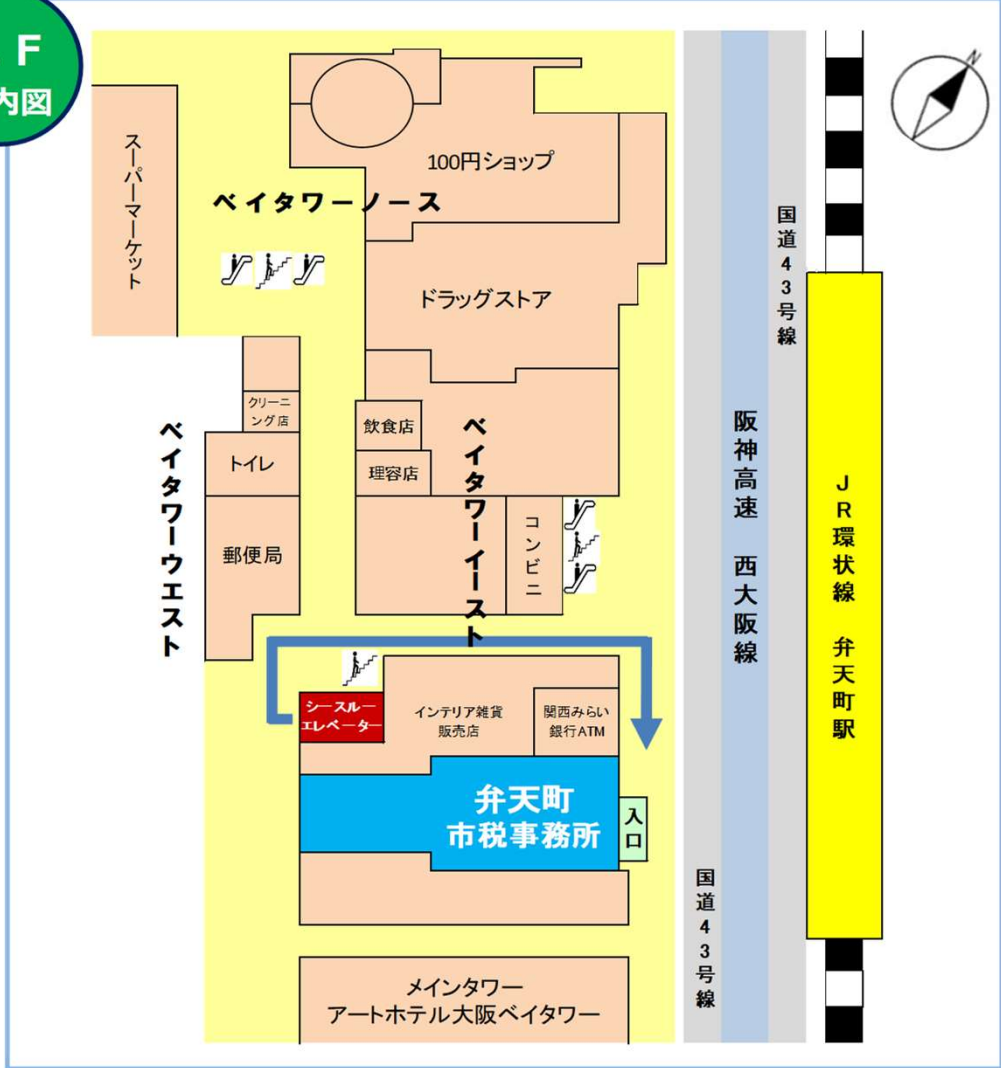 F
内図
N
スーパーマーケット
100円ショップ
ベイタワーノース
国道43号線
ドラッグストア
クリーニ
ング店
飲食店
ベイタワーウエスト
トイレ
理容店
ベイタワーイースト
阪神高速 西大阪線
JR環状線 弁天町駅
郵便局
コンビニ
シースルー
エレベーター
インテリア雑貨
販売店
関西みらい
銀行ATM
弁天町
市税事務所
入口
国道43号線
メインタワー
アートホテル大阪ベイタワー